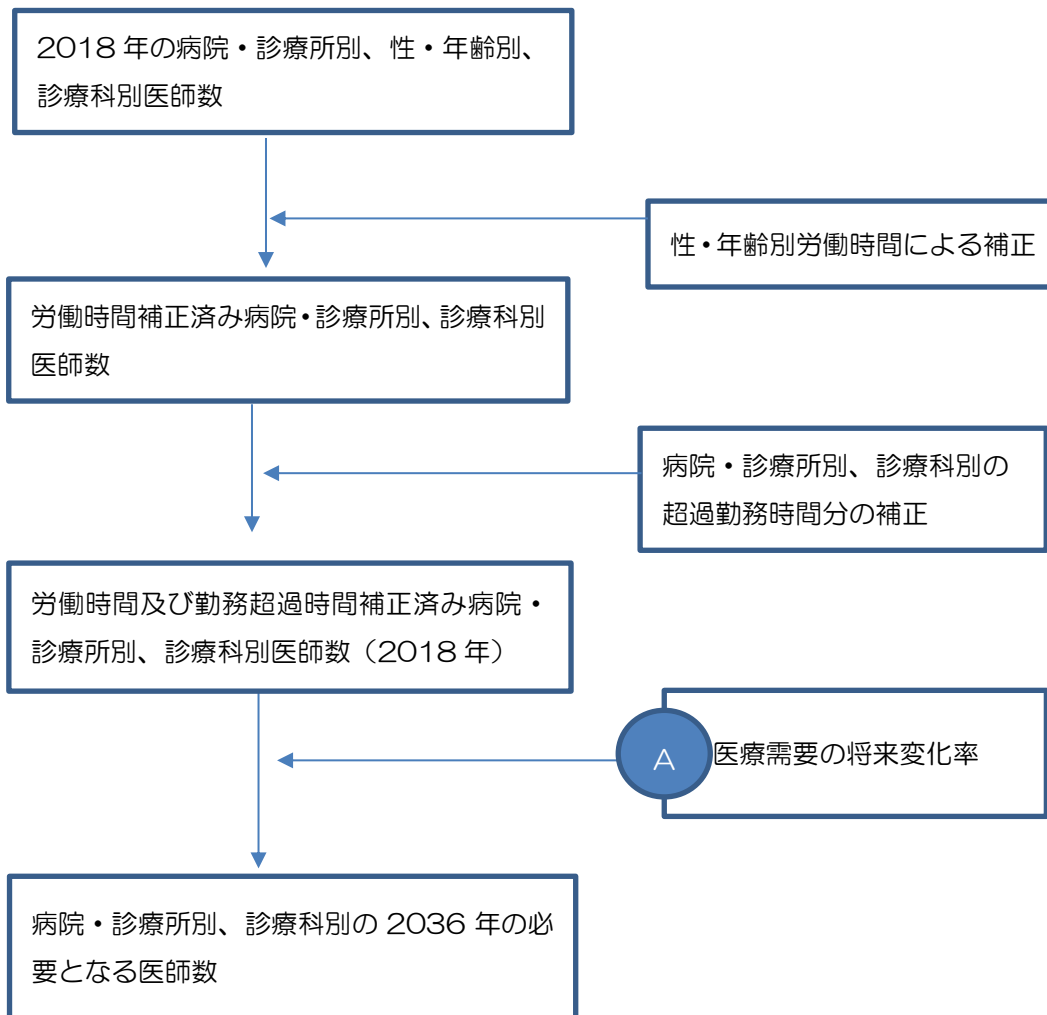 2018 年の病院・診療所別、性・年齢別、
診療科別医師数
性・年齢別労働時間による補正
労働時間補正済み病院・診療所別、診療科別
医師数
病院・診療所別、診療科別の
超過勤務時間分の補正
労働時間及び勤務超過時間補正済み病院・
診療所別、診療科別医師数（2018 年）
A
医療需要の将来変化率
病院・診療所別、診療科別の 2036 年の必
要となる医師数